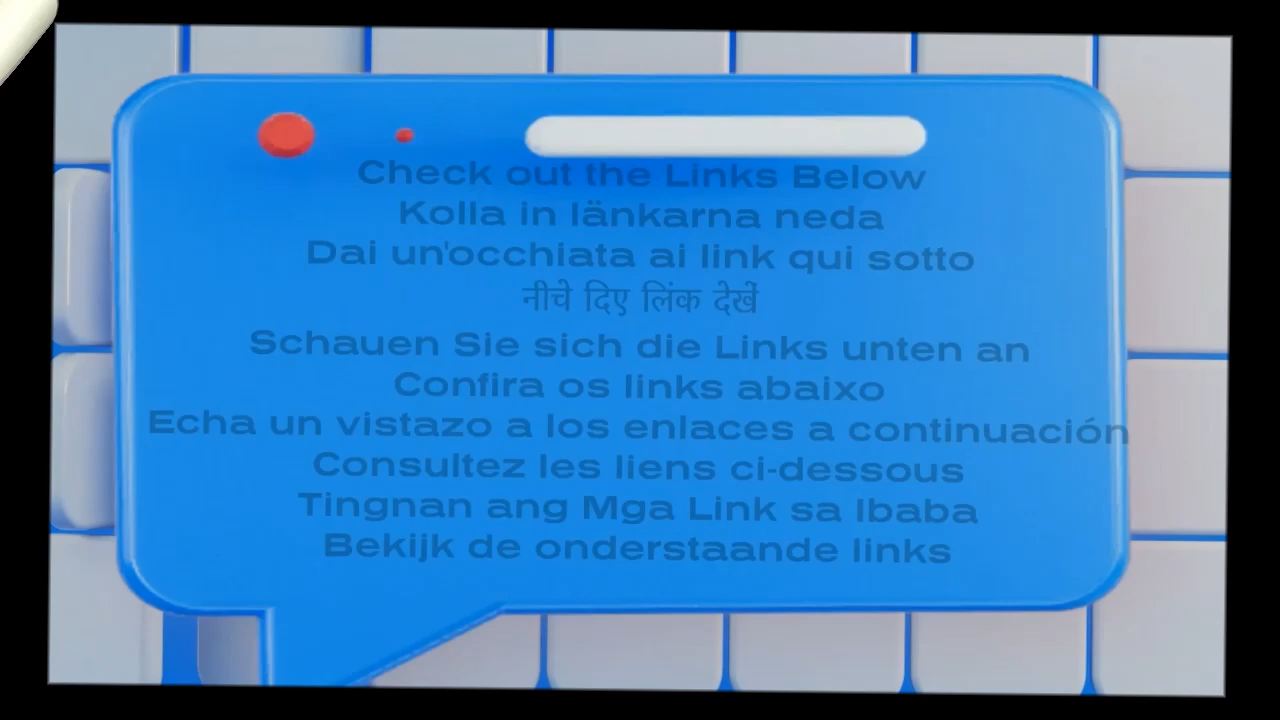 Check out the Links Below
Kolla in länkarna neda
Dai un'occhiata ai link qui sotto
नीचे दिए लिंक देखें
Schauen Sie sich die Links unten an
Confira os links abaixo
Echa un vistazo a los enlaces a continuación
Consultez les liens ci-dessous
Tingnan ang Mga Link sa Ibaba
Bekijk de onderstaande links